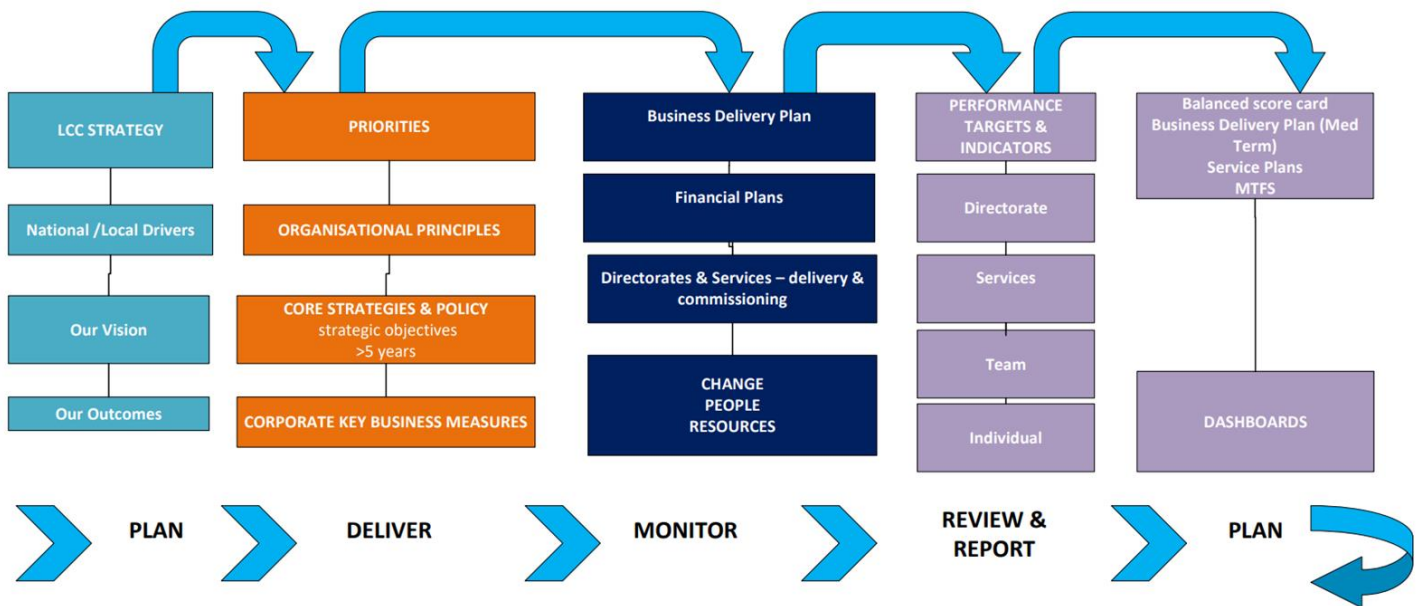 LCC STRATEGY
National /Local Drivers
Our Vision
Our Outcomes
PRIORITIES
ORGANISATIONAL PRINCIPLES
CORE STRATEGIES & POLICY
strategic objectives
>5 years
CORPORATE KEY BUSINESS MEASURES
Business Delivery Plan
Financial Plans
Directorates & Services – delivery &
commissioning
CHANGE
PEOPLE
RESOURCES
PERFORMANCE
TARGETS &
INDICATORS
Directorate
Services
Team
Individual
Balanced score card
Business Delivery Plan (Med
Term)
Service Plans
MTFS
DASHBOARDS
PLAN
DELIVER
MONITOR
REVIEW &
REPORT
PLAN